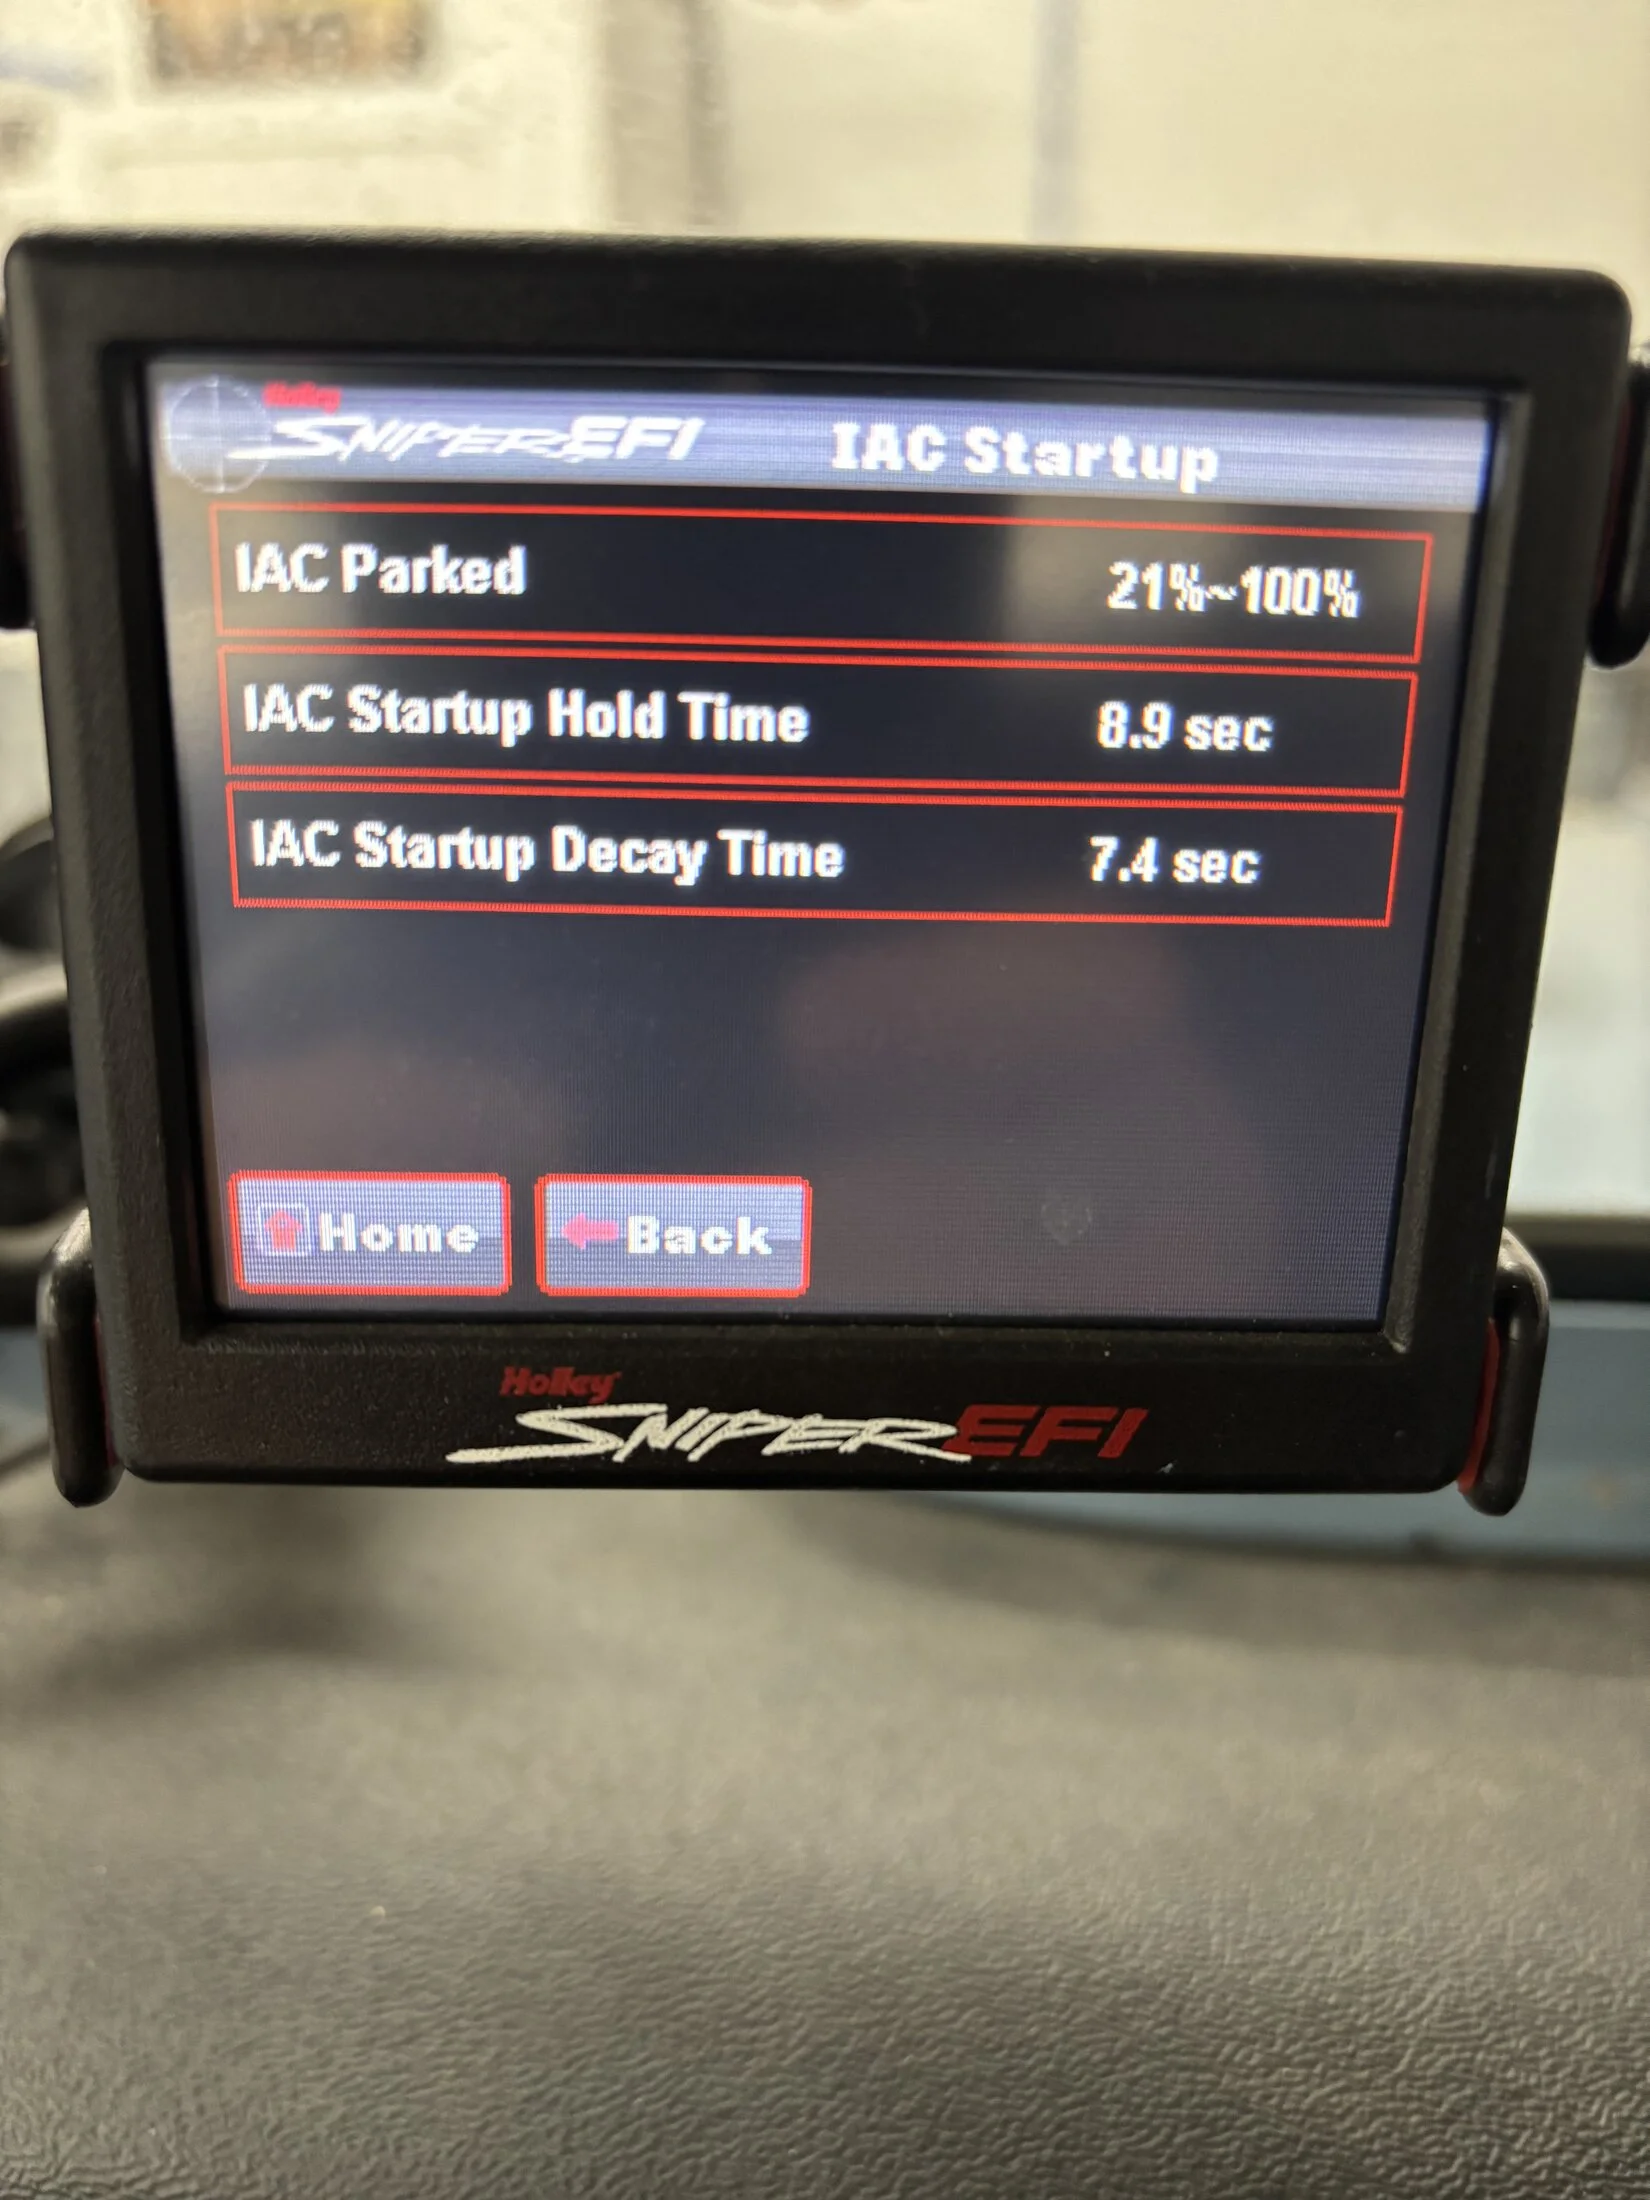 Holley
SNIPER EFI IAC Startup
IAC Parked 21%~100%
IAC Startup Hold Time 8.9 sec
IAC Startup Decay Time 7.4 sec
Home Back
Holley
SNIPER EFI